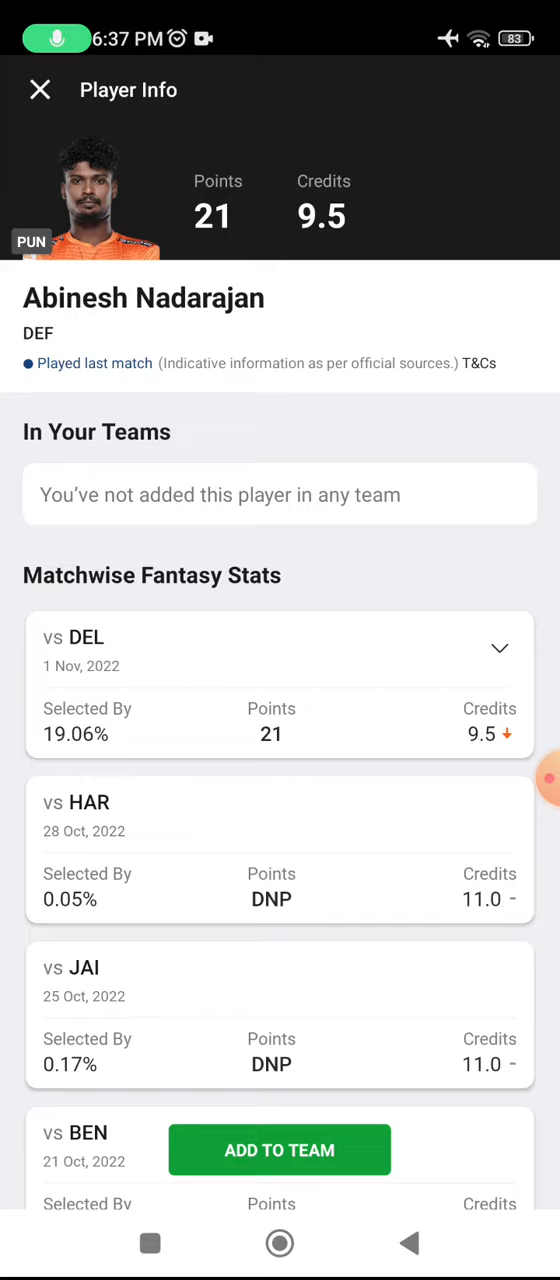 6:37 PM
83
Player Info
Points
Credits
21
9.5
PUN
Abinesh Nadarajan
DEF
Played last match (Indicative information as per official sources.) T&Cs
In Your Teams
You’ve not added this player in any team
Matchwise Fantasy Stats
vs DEL
1 Nov, 2022
Selected By Points Credits
19.06% 21 9.5
vs HAR
28 Oct, 2022
Selected By Points Credits
0.05% DNP 11.0 -
vs JAI
25 Oct, 2022
Selected By Points Credits
0.17% DNP 11.0 -
vs BEN
21 Oct, 2022
ADD TO TEAM
Selected By Points Credits